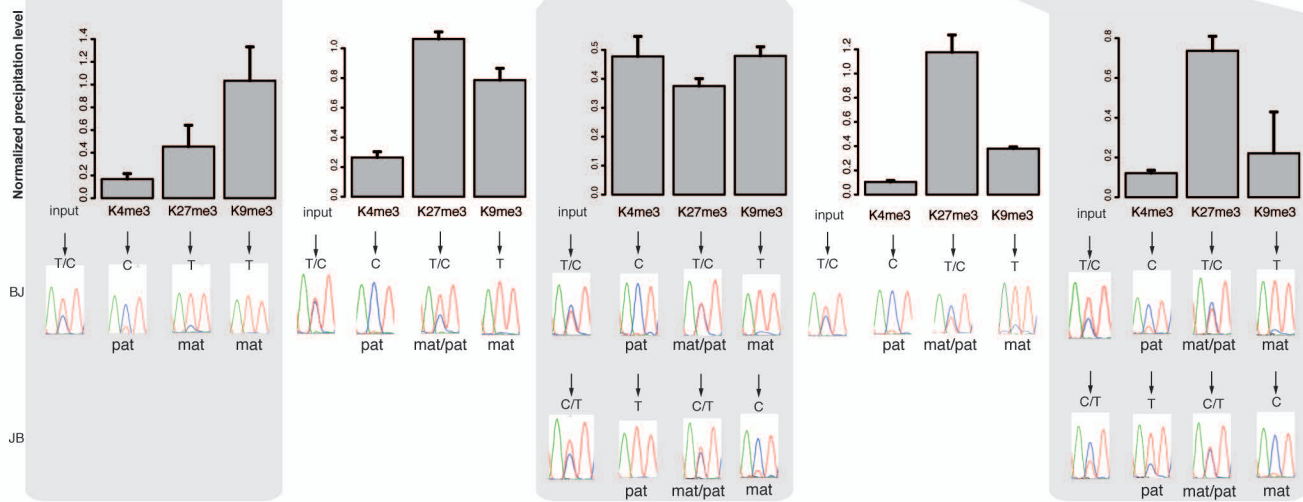 Normalized precipitation level
1.4
1.2
1.0
0.8
0.6
0.4
0.2
0.0
input K4me3 K27me3 K9me3
1.0
0.8
0.6
0.4
0.2
0.0
input K4me3 K27me3 K9me3
0.5
0.4
0.3
0.2
0.1
0.0
input K4me3 K27me3 K9me3
1.2
1.0
0.8
0.6
0.4
0.2
0.0
input K4me3 K27me3 K9me3
0.8
0.6
0.4
0.2
0.0
input K4me3 K27me3 K9me3
BJ
T/C C T T
pat mat mat
T/C C T/C T
pat mat/pat mat
T/C C T/C T
pat mat/pat mat
T/C C T/C T
pat mat/pat mat
T/C C T/C T
pat mat/pat mat
JB
C/T T C/T C
pat mat/pat mat
C/T T C/T C
pat mat/pat mat